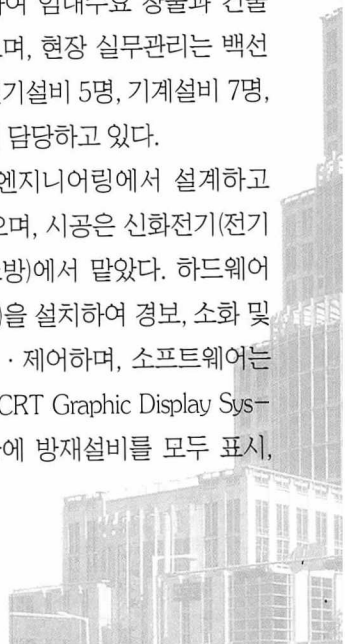 하여 임대수요 창출과 건물
며, 현장 실무관리는 백선
기설비 5명, 기계설비 7명,
담당하고 있다.
엔지니어링에서 설계하고
으며, 시공은 신화전기(전기
방)에서 맡았다. 하드웨어
)을 설치하여 경보, 소화 및
· 제어하며, 소프트웨어는
CRT Graphic Display Sys-
에 방재설비를 모두 표시,